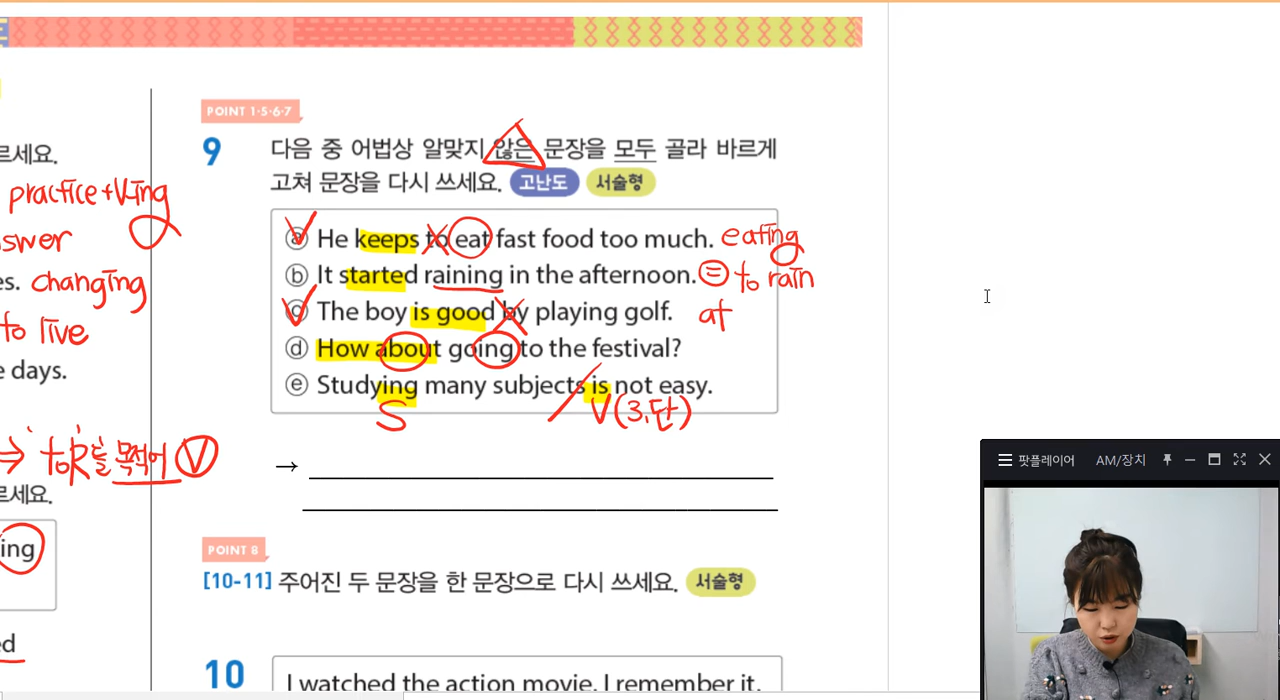 르세요.
practice+Ving
swer
es. changing
to live
e days.
→ 'toR'을 목적어 Ⓥ
르세요.
ing
ed
POINT 1·5·6·7
9 다음 중 어법상 알맞지 않은 문장을 모두 골라 바르게
고쳐 문장을 다시 쓰세요. 고난도 서술형
ⓐ He keeps to eat fast food too much. eating
ⓑ It started raining in the afternoon. = to rain
ⓒ The boy is good by playing golf. at
ⓓ How about going to the festival?
ⓔ Studying many subjects is not easy.
S V(3.단)
→
POINT 8
[10-11] 주어진 두 문장을 한 문장으로 다시 쓰세요. 서술형
10 I watched the action movie. I remember it.
팟플레이어 AM/장치